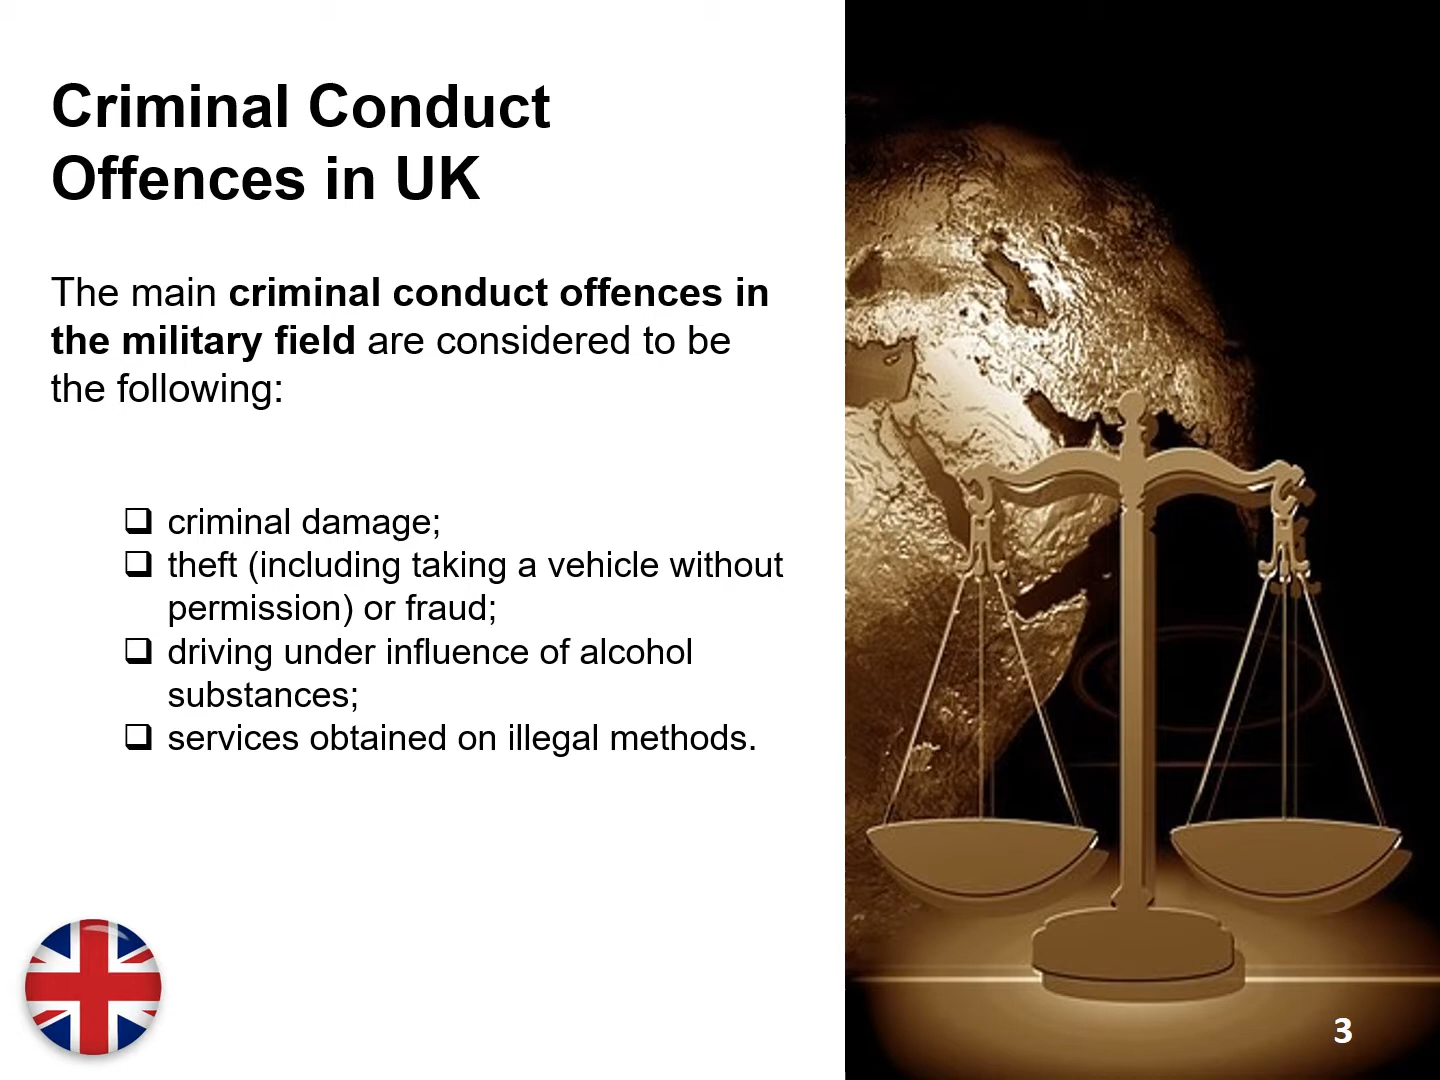 Criminal Conduct
Offences in UK
The main criminal conduct offences in
the military field are considered to be
the following:
❑ criminal damage;
❑ theft (including taking a vehicle without
permission) or fraud;
❑ driving under influence of alcohol
substances;
❑ services obtained on illegal methods.
3